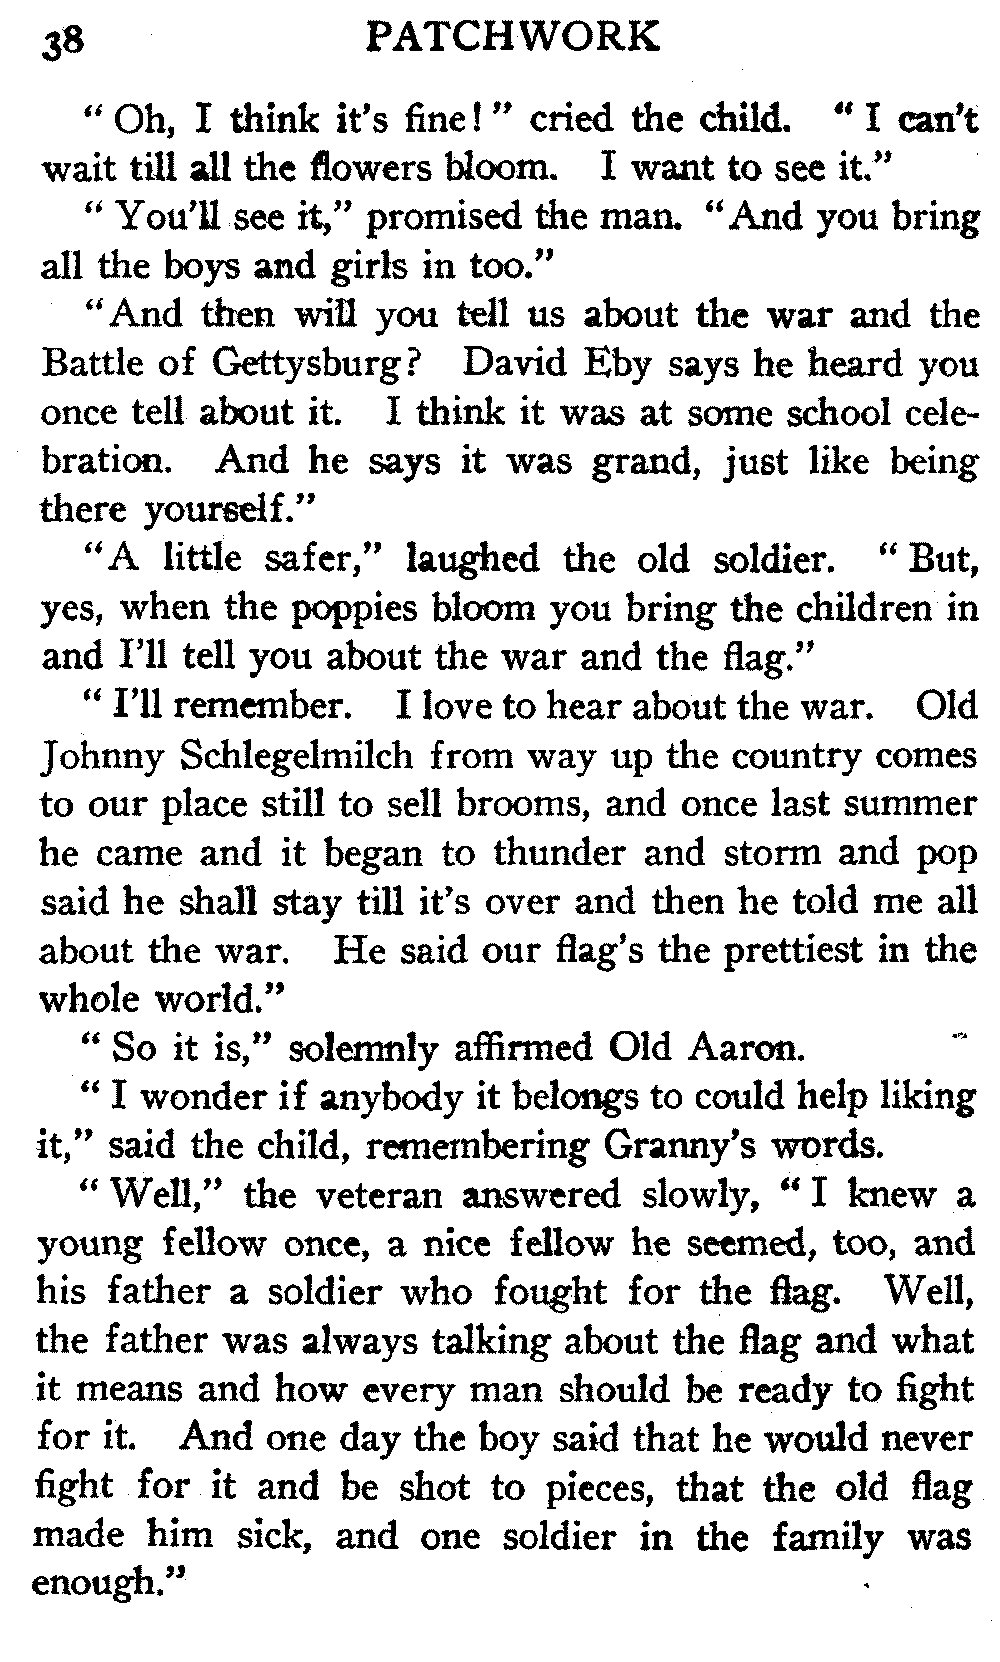 38 PATCHWORK
" Oh, I think it's fine! " cried the child. " I can't
wait till all the flowers bloom. I want to see it."
" You'll see it," promised the man. "And you bring
all the boys and girls in too."
"And then will you tell us about the war and the
Battle of Gettysburg? David Eby says he heard you
once tell about it. I think it was at some school cele-
bration. And he says it was grand, just like being
there yourself."
"A little safer," laughed the old soldier. " But,
yes, when the poppies bloom you bring the children in
and I'll tell you about the war and the flag."
" I'll remember. I love to hear about the war. Old
Johnny Schlegelmilch from way up the country comes
to our place still to sell brooms, and once last summer
he came and it began to thunder and storm and pop
said he shall stay till it's over and then he told me all
about the war. He said our flag's the prettiest in the
whole world."
" So it is," solemnly affirmed Old Aaron.
" I wonder if anybody it belongs to could help liking
it," said the child, remembering Granny's words.
" Well," the veteran answered slowly, " I knew a
young fellow once, a nice fellow he seemed, too, and
his father a soldier who fought for the flag. Well,
the father was always talking about the flag and what
it means and how every man should be ready to fight
for it. And one day the boy said that he would never
fight for it and be shot to pieces, that the old flag
made him sick, and one soldier in the family was
enough."